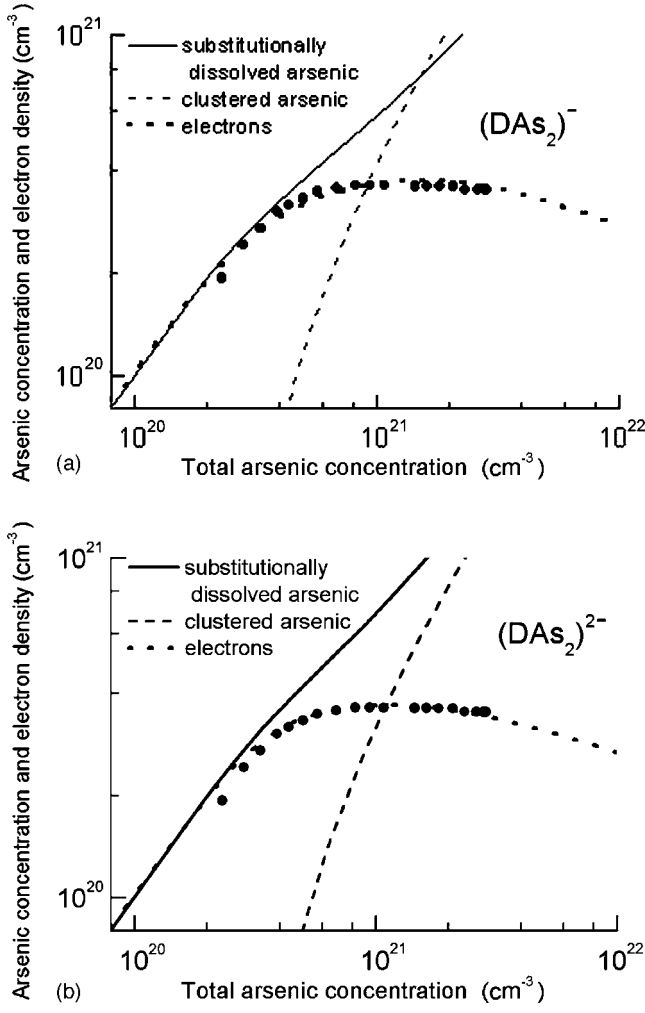 Arsenic concentration and electron density (cm⁻³)
10²¹
substitutionally
dissolved arsenic
clustered arsenic
electrons
(DAs₂)⁻
10²⁰
10²⁰ 10²¹ 10²²
(a) Total arsenic concentration (cm⁻³)
Arsenic concentration and electron density (cm⁻³)
10²¹
substitutionally
dissolved arsenic
clustered arsenic
electrons
(DAs₂)²⁻
10²⁰
10²⁰ 10²¹ 10²²
(b) Total arsenic concentration (cm⁻³)